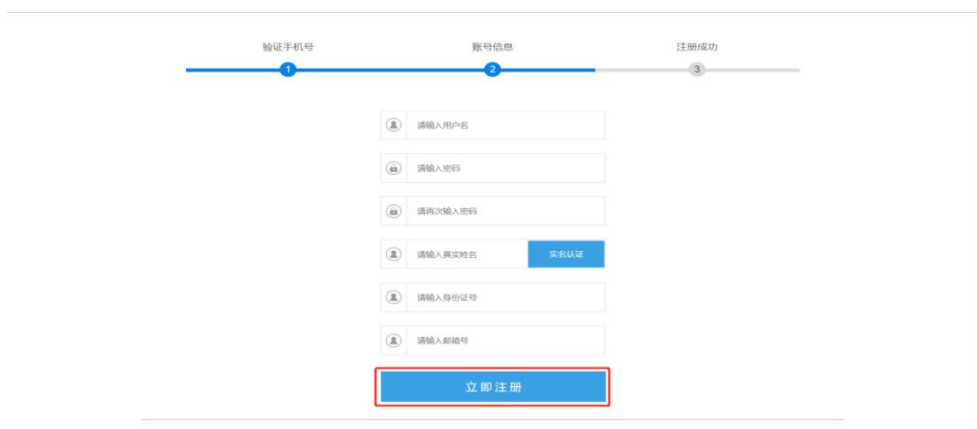 验证手机号 账号信息 注册成功
1 2 3
请输入用户名
请输入密码
请再次输入密码
请输入真实姓名 实名认证
请输入身份证号
请输入邮箱号
立即注册